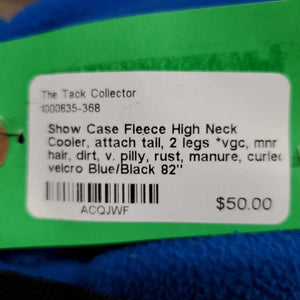 The Tack Collector
1000835-368
Show Case Fleece High Neck
Cooler, attach tail, 2 legs *vgc, mnr
hair, dirt, v. pilly, rust, manure, curled
velcro Blue/Black 82"
ACQJWF
$50.00